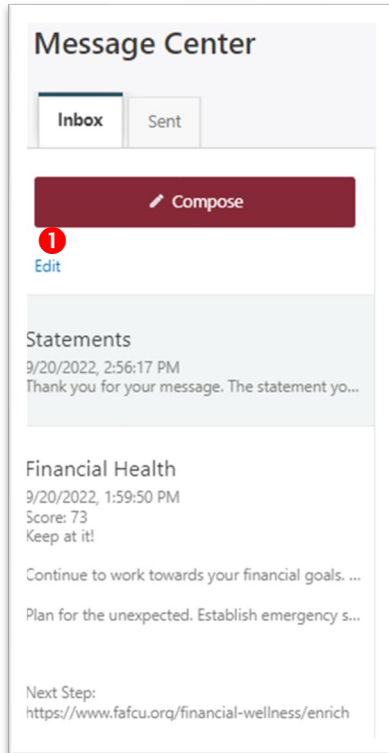 Message Center
Inbox Sent
Compose
1
Edit
Statements
9/20/2022, 2:56:17 PM
Thank you for your message. The statement yo...
Financial Health
9/20/2022, 1:59:50 PM
Score: 73
Keep at it!
Continue to work towards your financial goals. ...
Plan for the unexpected. Establish emergency s...
Next Step:
https://www.fafcu.org/financial-wellness/enrich